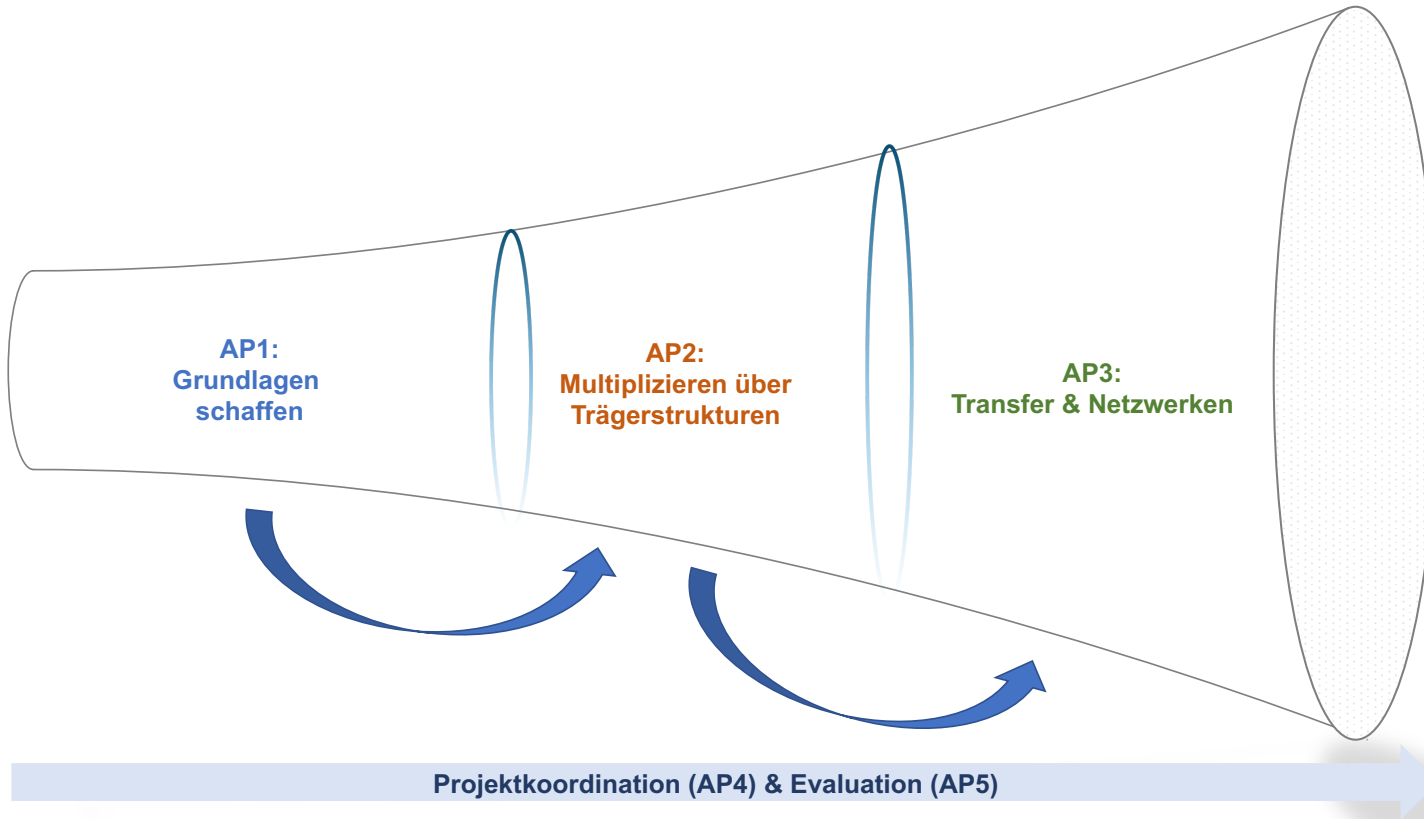 AP1:
Grundlagen
schaffen
AP2:
Multiplizieren über
Trägerstrukturen
AP3:
Transfer & Netzwerken
Projektkoordination (AP4) & Evaluation (AP5)